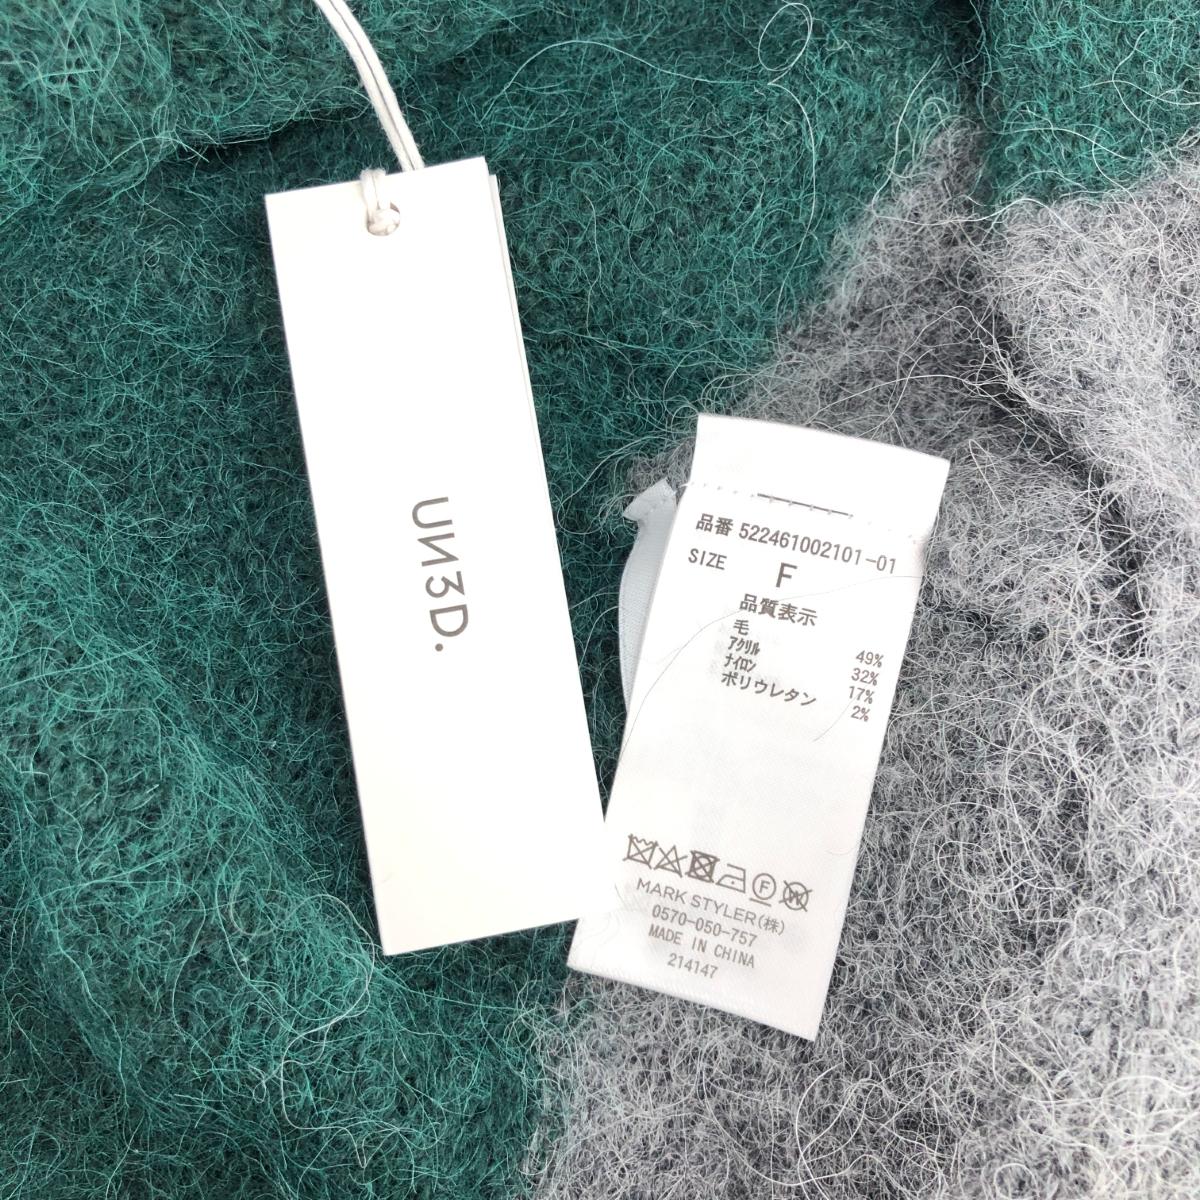 UN3D.
品番 522461002101-01
SIZE F
品質表示
毛 49%
アクリル 32%
ナイロン 17%
ポリウレタン 2%
MARK STYLER(株)
0570-050-757
MADE IN CHINA
214147